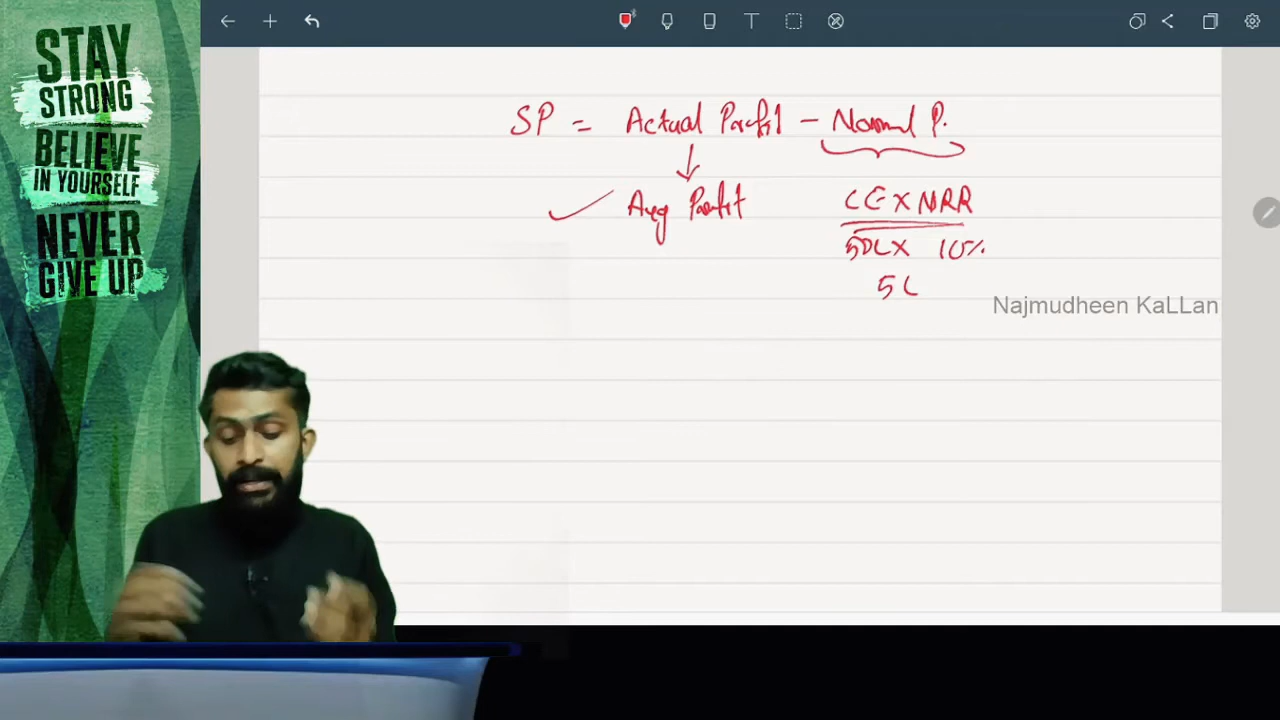 STAY
STRONG
BELIEVE
IN YOURSELF
NEVER
GIVE UP
SP = Actual Profit - Normal P.
Avg Profit
CE X NRR
50L X 10%
5L
Najmudheen KaLLan